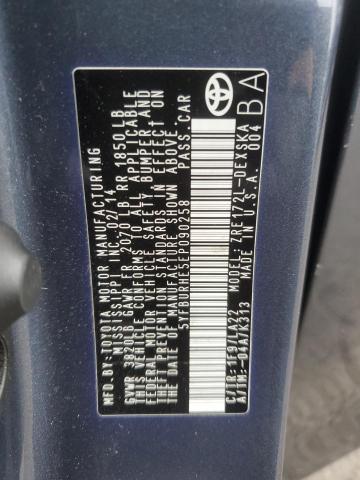 MFD.BY: TOYOTA MOTOR MANUFACTURING
MISSISSIPPI, INC. 02/14
GVWR 3820LB GAWR FR 2070LB RR 1850LB
THIS VEHICLE CONFORMS TO ALL APPLICABLE
FEDERAL MOTOR VEHICLE SAFETY, BUMPER, AND
THEFT PREVENTION STANDARDS IN EFFECT
ON THE DATE OF MANUFACTURE SHOWN ABOVE.
5YFBURHE5EP090258 PASS.CAR
C/TR: 1F9/LA22 ZRE172L-DEXSKA
A/TM: -04A/K313 MADE IN U.S.A. 004
BA
TOYOTA